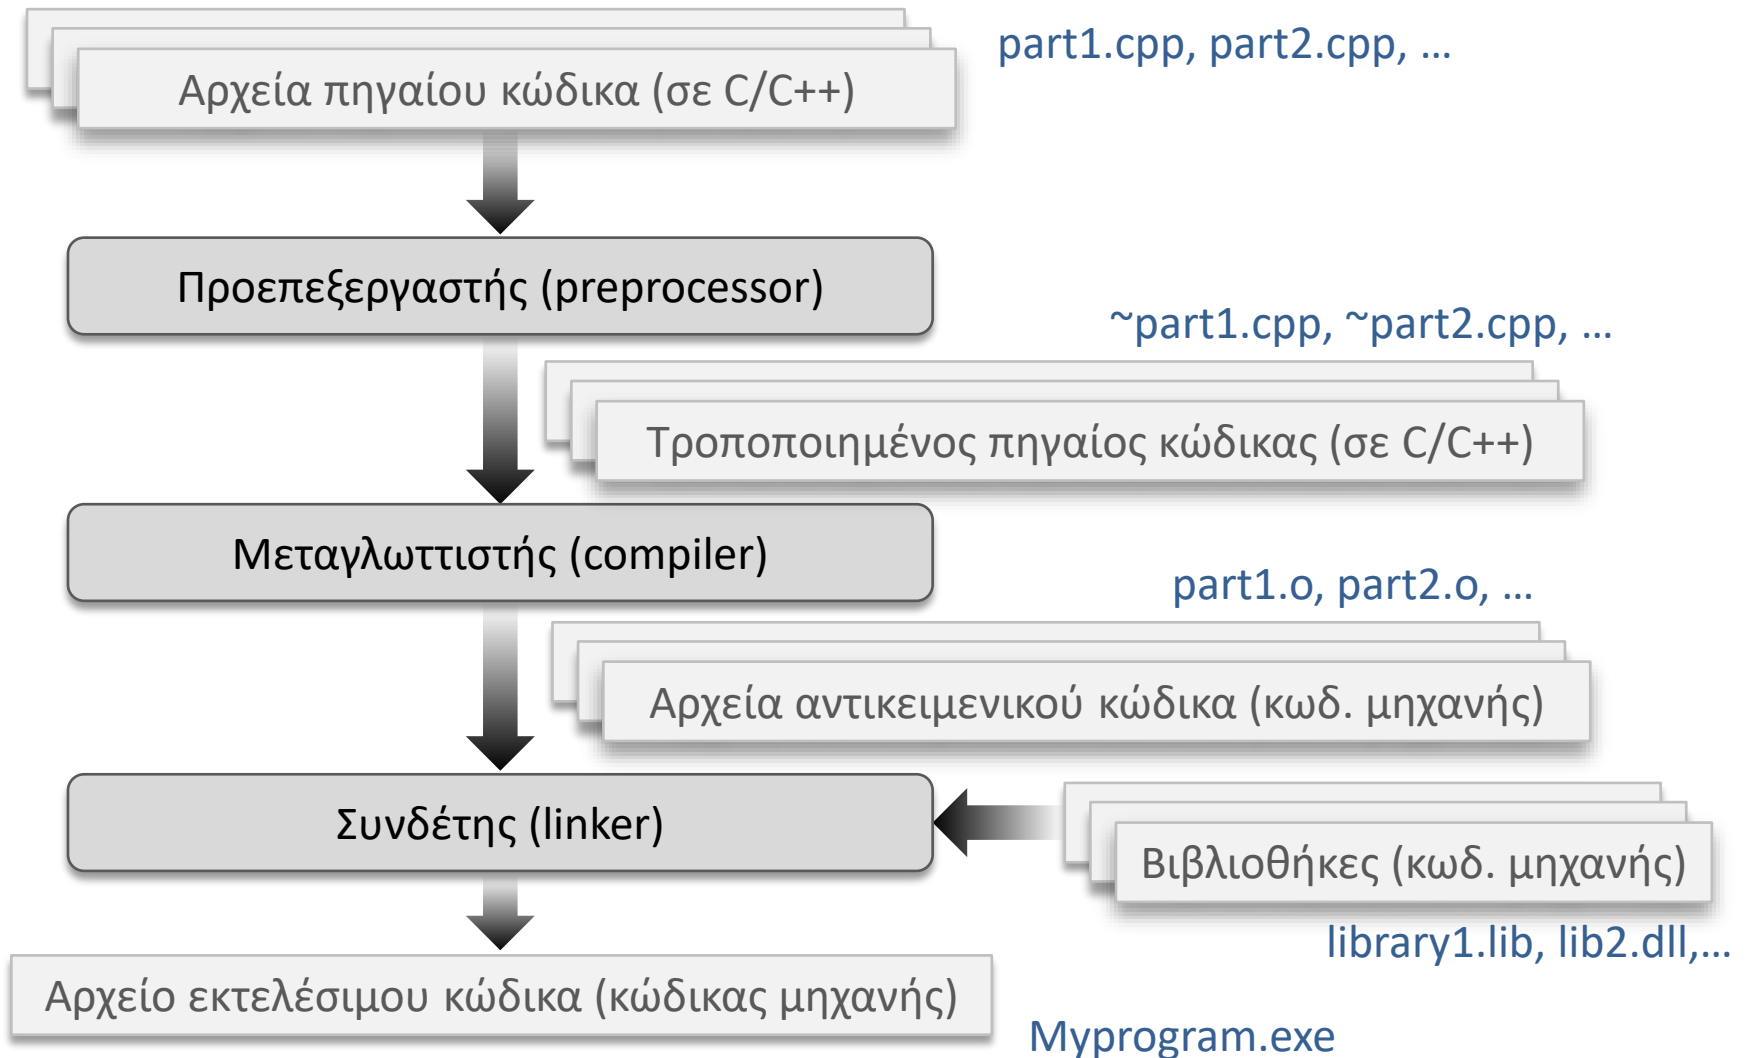 part1.cpp, part2.cpp, …
Αρχεία πηγαίου κώδικα (σε C/C++)
Προεπεξεργαστής (preprocessor)
~part1.cpp, ~part2.cpp, …
Τροποποιημένος πηγαίος κώδικας (σε C/C++)
Μεταγλωττιστής (compiler)
part1.o, part2.o, …
Αρχεία αντικειμενικού κώδικα (κωδ. μηχανής)
Συνδέτης (linker)
Βιβλιοθήκες (κωδ. μηχανής)
library1.lib, lib2.dll,…
Αρχείο εκτελέσιμου κώδικα (κώδικας μηχανής)
Myprogram.exe